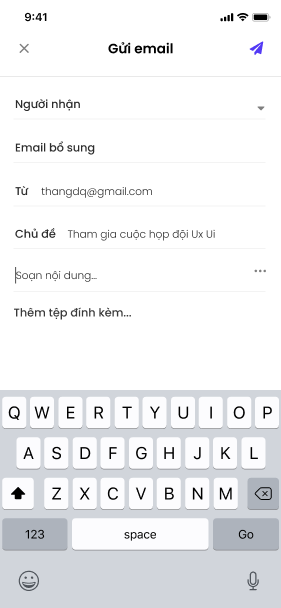 9:41
Gửi email
Người nhận
Email bổ sung
Từ thangdq@gmail.com
Chủ đề Tham gia cuộc họp đội Ux Ui
Soạn nội dung...
Thêm tệp đính kèm...
Q W E R T Y U I O P
A S D F G H J K L
Z X C V B N M
123 space Go